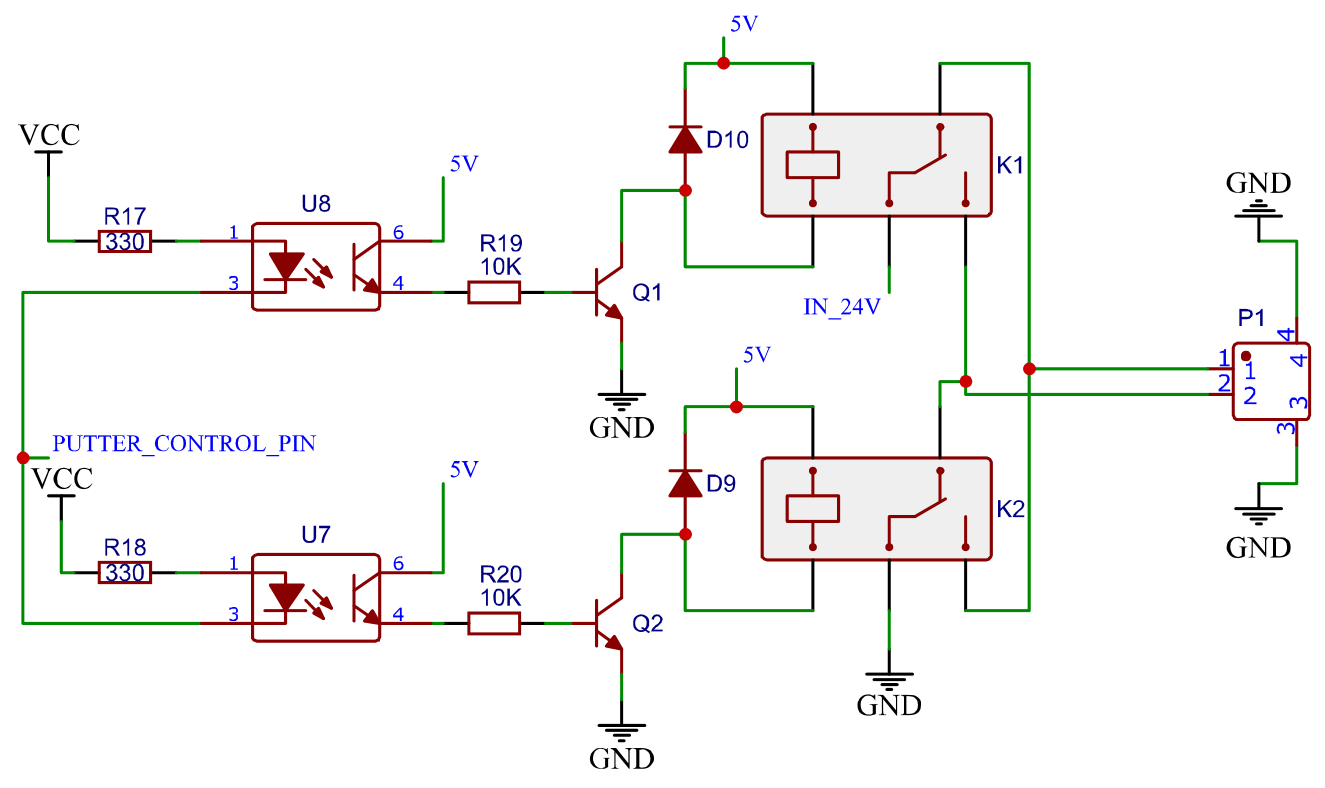 5V
VCC
R17
330
U8
1
3
6
4
5V
R19
10K
Q1
GND
D10
K1
IN_24V
PUTTER_CONTROL_PIN
VCC
R18
330
U7
1
3
6
4
5V
R20
10K
Q2
GND
5V
D9
K2
GND
GND
P1
4
4
1
1
2
2
3
3
GND